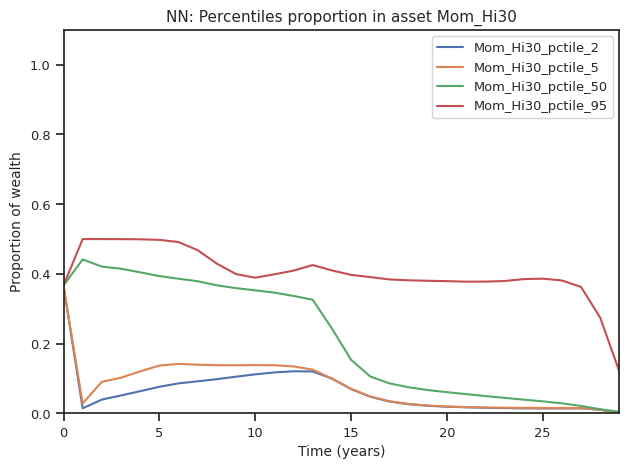 NN: Percentiles proportion in asset Mom_Hi30
Mom_Hi30_pctile_2
Mom_Hi30_pctile_5
Mom_Hi30_pctile_50
Mom_Hi30_pctile_95
Proportion of wealth
1.0
0.8
0.6
0.4
0.2
0.0
0 5 10 15 20 25
Time (years)